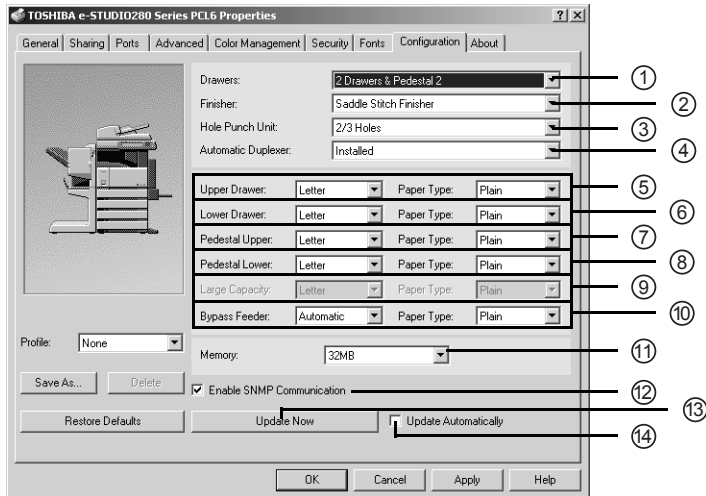 TOSHIBA e-STUDIO280 Series PCL6 Properties
General Sharing Ports Advanced Color Management Security Fonts Configuration About
Drawers: 2 Drawers & Pedestal 2 1
Finisher: Saddle Stitch Finisher 2
Hole Punch Unit: 2/3 Holes 3
Automatic Duplexer: Installed 4
Upper Drawer: Letter Paper Type: Plain 5
Lower Drawer: Letter Paper Type: Plain 6
Pedestal Upper: Letter Paper Type: Plain 7
Pedestal Lower: Letter Paper Type: Plain 8
Large Capacity: Letter Paper Type: Plain 9
Bypass Feeder: Automatic Paper Type: Plain 10
Profile: None
Memory: 32MB 11
Save As... Delete
Enable SNMP Communication 12
13
Restore Defaults Update Now Update Automatically
14
OK Cancel Apply Help